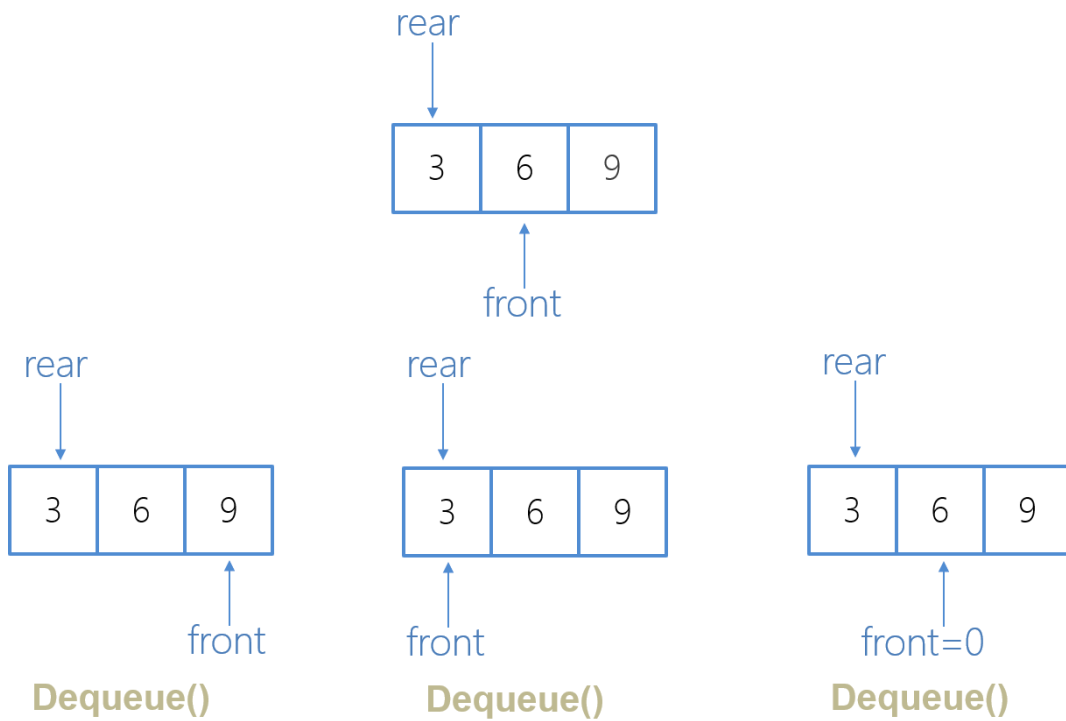 rear
3 6 9
front
rear rear rear
3 6 9 3 6 9 3 6 9
front front front=0
Dequeue() Dequeue() Dequeue()